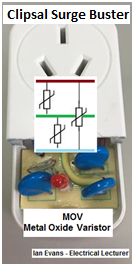 Clipsal Surge Buster
MOV
Metal Oxide Varistor
Ian Evans - Electrical Lecturer